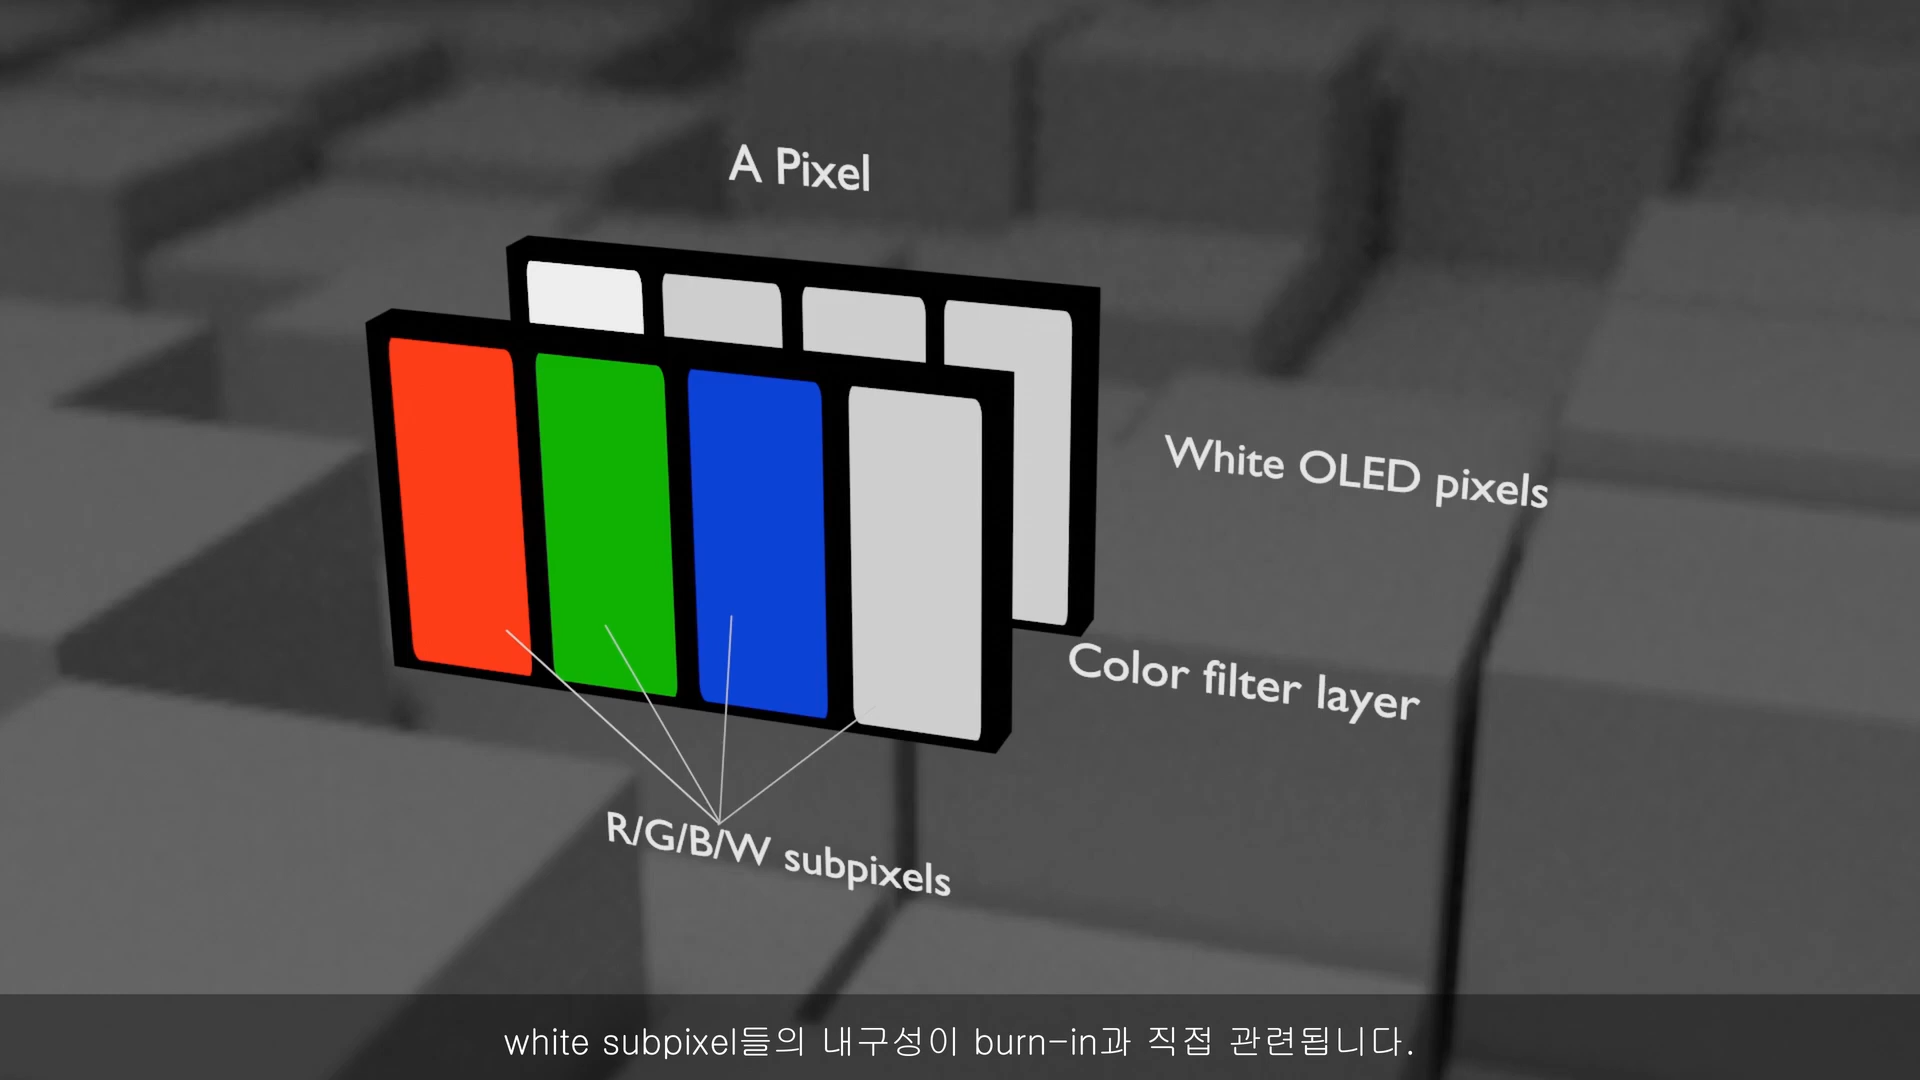 A Pixel
White OLED pixels
Color filter layer
R/G/B/W subpixels
white subpixel들의 내구성이 burn-in과 직접 관련됩니다.